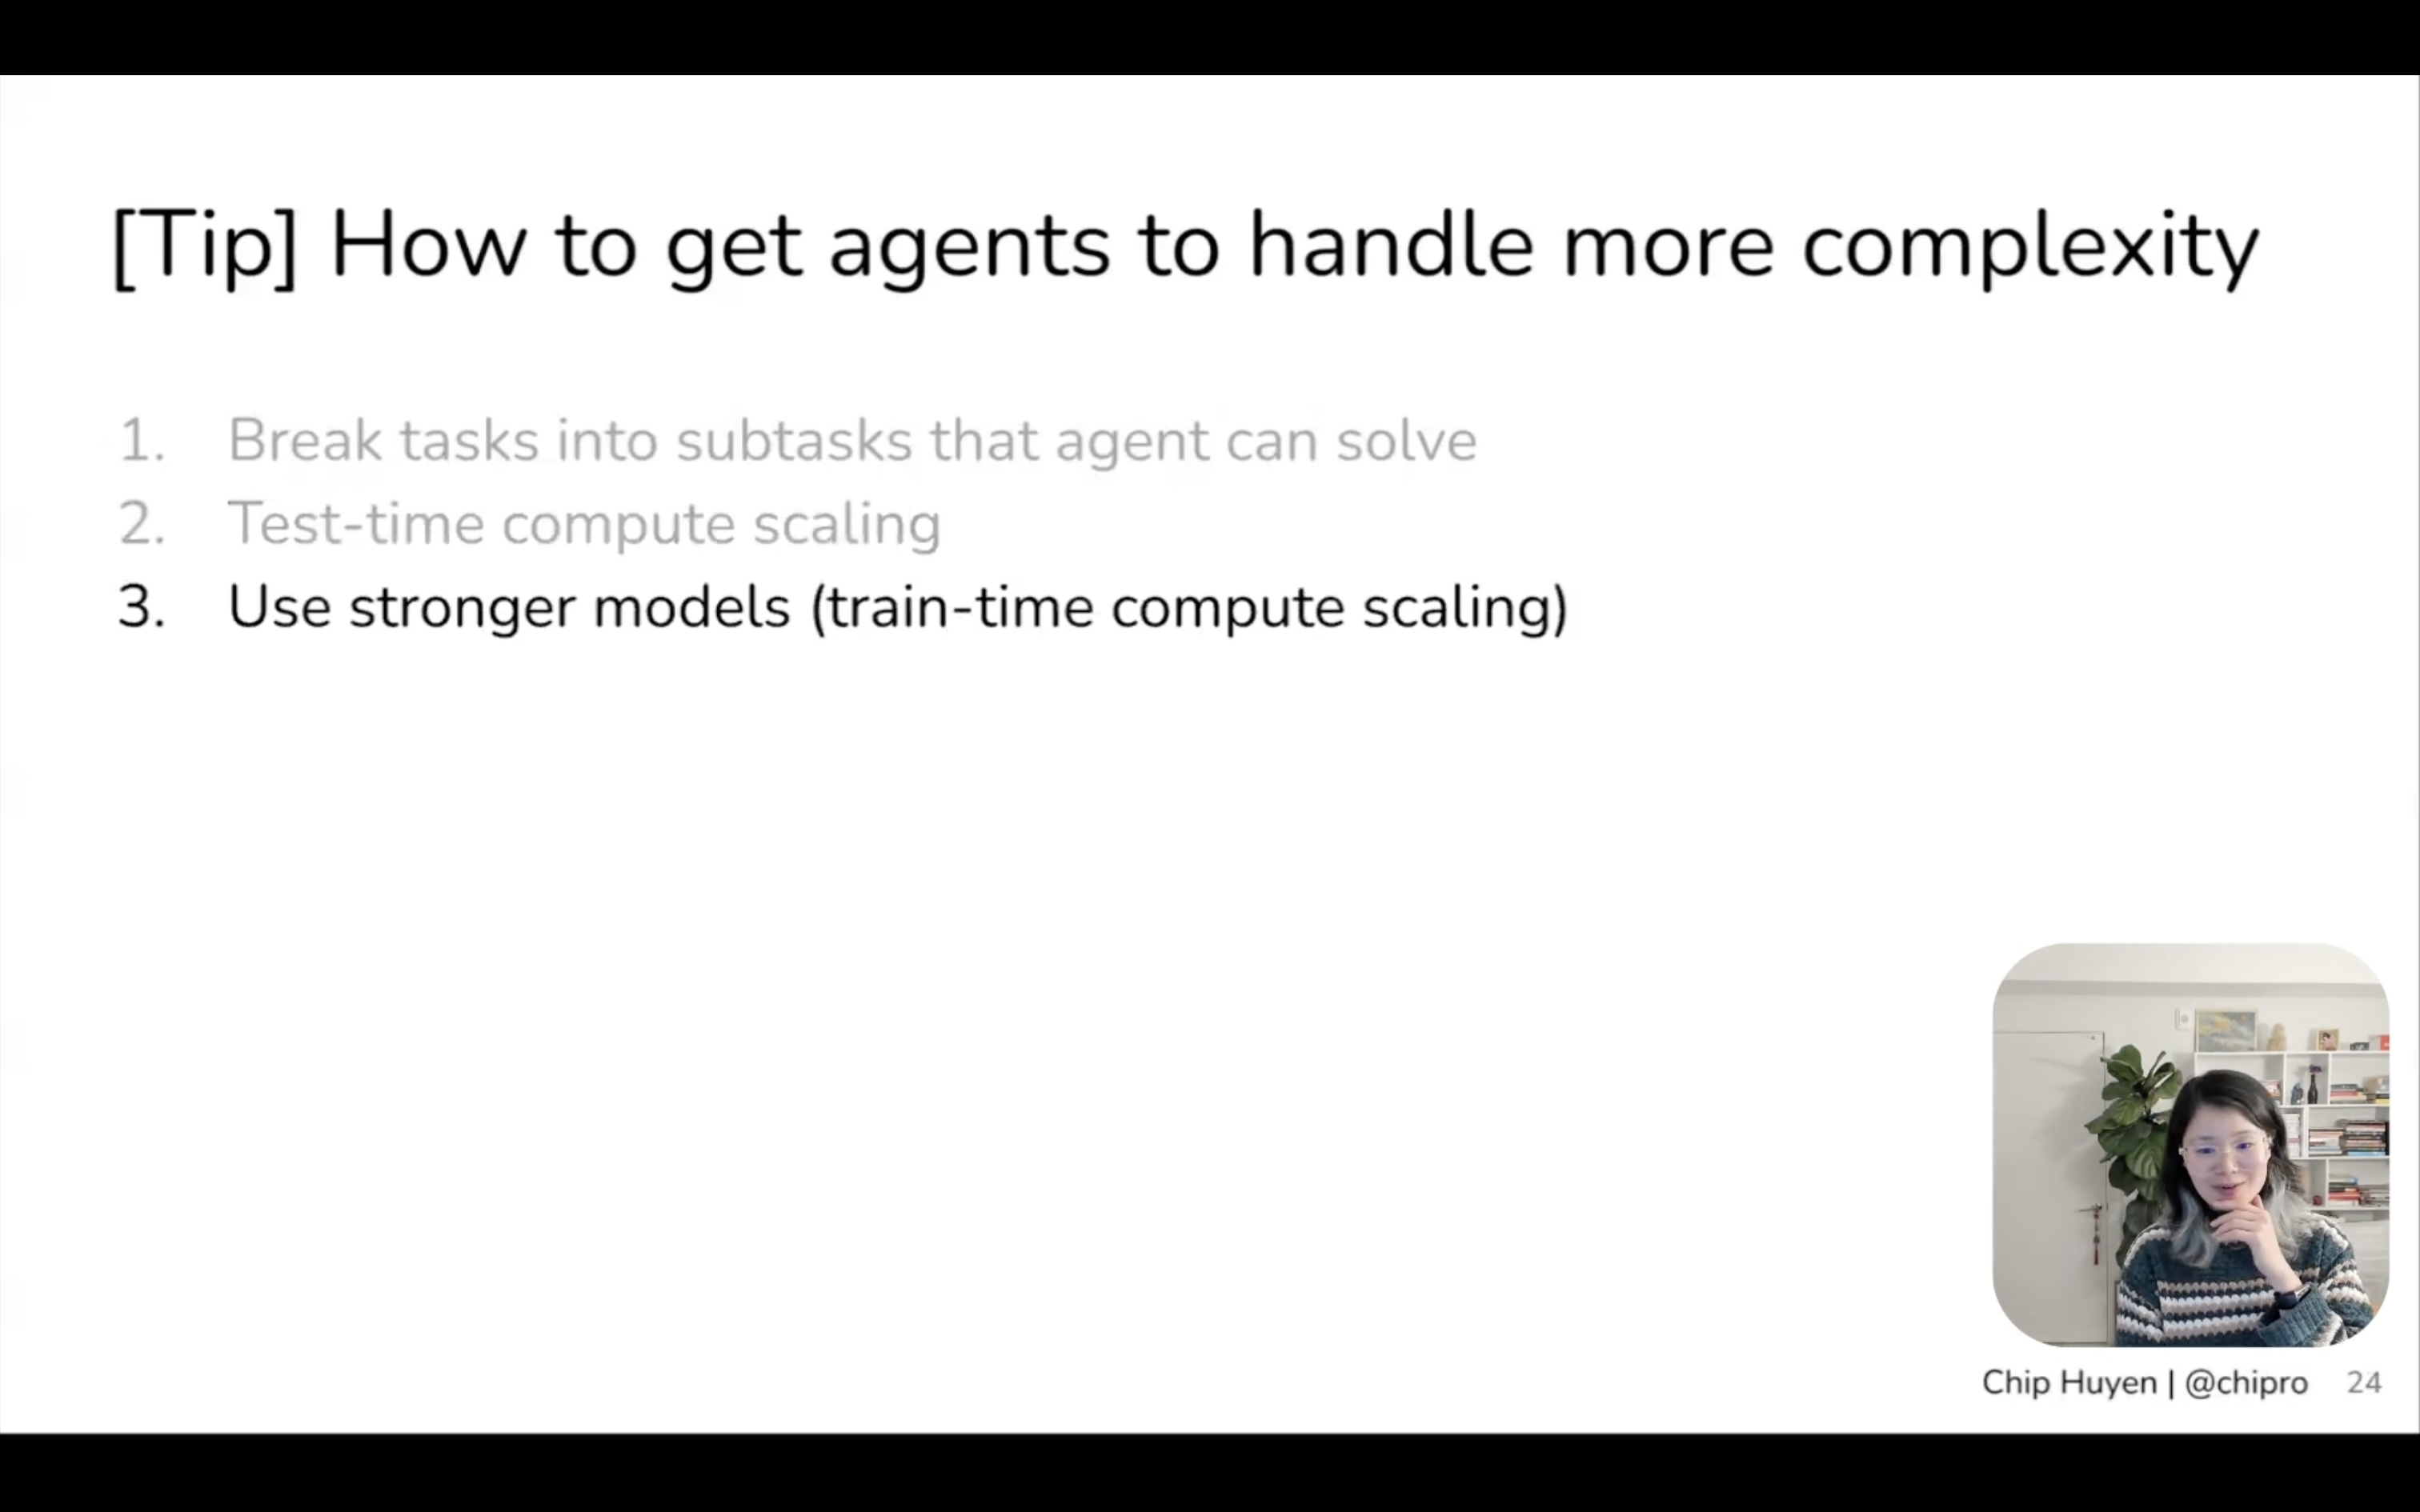 [Tip] How to get agents to handle more complexity
1. Break tasks into subtasks that agent can solve
2. Test-time compute scaling
3. Use stronger models (train-time compute scaling)
Chip Huyen | @chipro 24